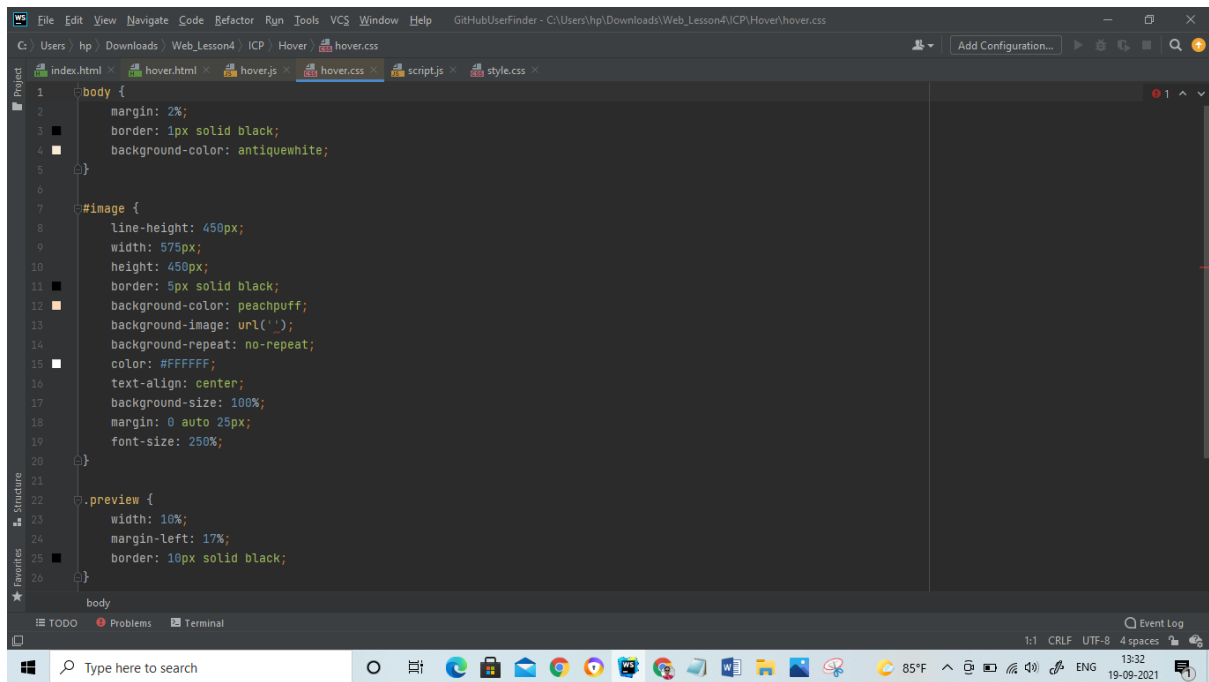 WS File Edit View Navigate Code Refactor Run Tools VCS Window Help GitHubUserFinder - C:\Users\hp\Downloads\Web_Lesson4\ICP\Hover\hover.css
C: Users hp Downloads Web_Lesson4 ICP Hover hover.css Add Configuration...
index.html hover.html hover.js hover.css script.js style.css
Project
1 body { 1
2 margin: 2%;
3 border: 1px solid black;
4 background-color: antiquewhite;
5 }
6
7 #image {
8 line-height: 450px;
9 width: 575px;
10 height: 450px;
11 border: 5px solid black;
12 background-color: peachpuff;
13 background-image: url('');
14 background-repeat: no-repeat;
15 color: #FFFFFF;
16 text-align: center;
17 background-size: 100%;
18 margin: 0 auto 25px;
19 font-size: 250%;
20 }
21
22 .preview {
23 width: 10%;
24 margin-left: 17%;
25 border: 10px solid black;
26 }
Structure
Favorites
body
TODO Problems Terminal Event Log
1:1 CRLF UTF-8 4 spaces
Type here to search 85°F ENG 13:32
19-09-2021 1